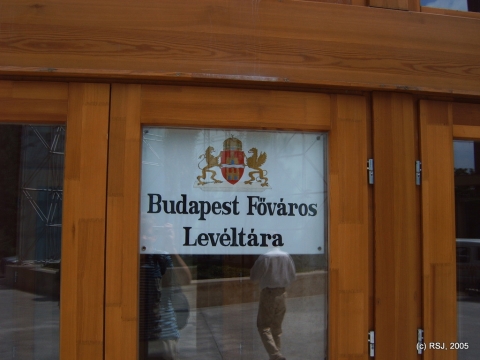 Budapest Főváros
Levéltára
(c) RSJ, 2005